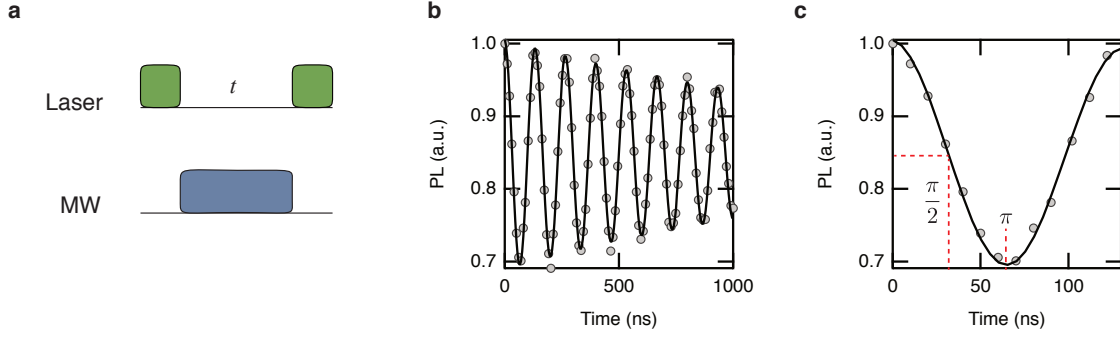 a
Laser
t
MW
b
PL (a.u.)
1.0
0.9
0.8
0.7
0
500
1000
Time (ns)
c
PL (a.u.)
1.0
0.9
0.8
0.7
π
2
π
0
50
100
Time (ns)